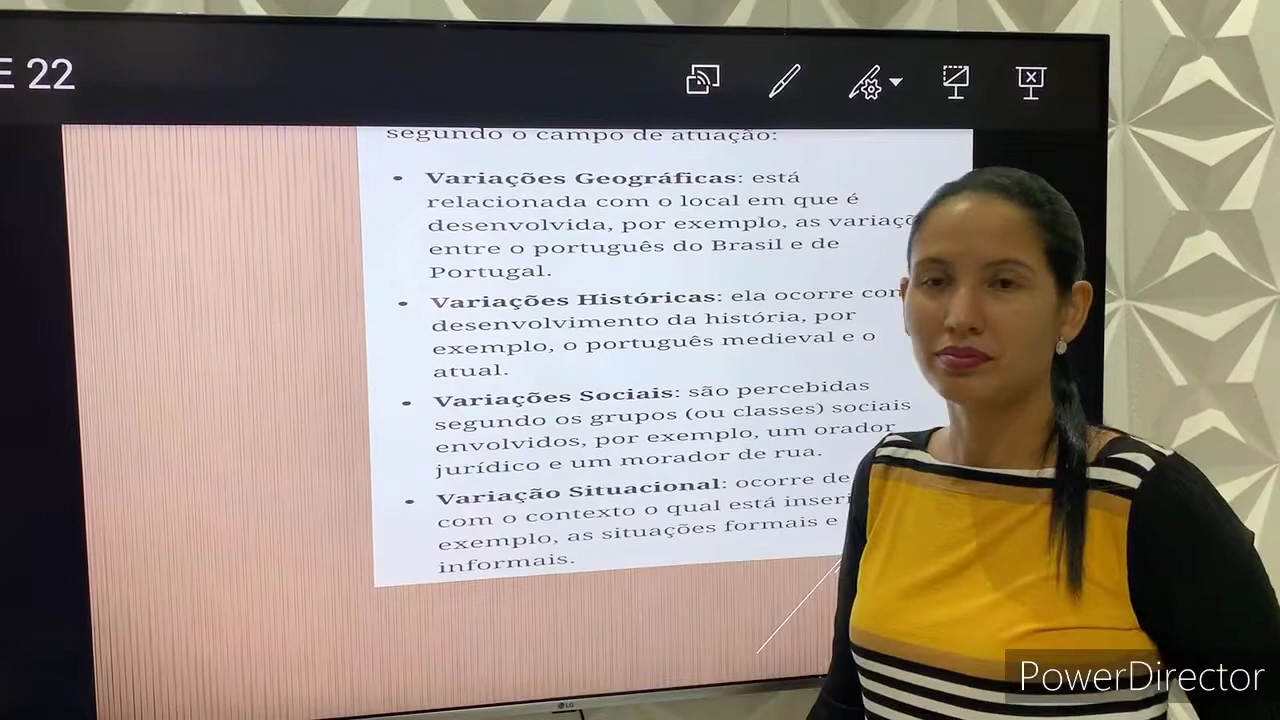 E 22
segundo o campo de atuação:
• Variações Geográficas: está
relacionada com o local em que é
desenvolvida, por exemplo, as variaçõ
entre o português do Brasil e de
Portugal.
• Variações Históricas: ela ocorre com
desenvolvimento da história, por
exemplo, o português medieval e o
atual.
• Variações Sociais: são percebidas
segundo os grupos (ou classes) sociais
envolvidos, por exemplo, um orador
jurídico e um morador de rua.
• Variação Situacional: ocorre de
com o contexto o qual está inseri
exemplo, as situações formais e
informais.
LG
PowerDirector